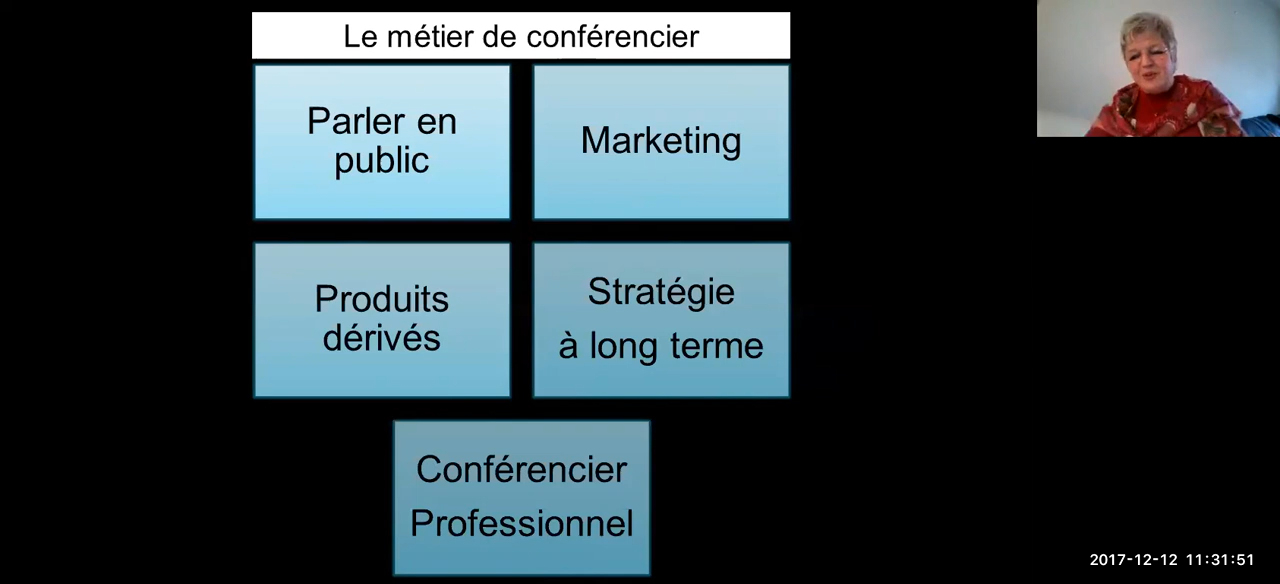 Le métier de conférencier
Parler en
public
Marketing
Produits
dérivés
Stratégie
à long terme
Conférencier
Professionnel
2017-12-12 11:31:51